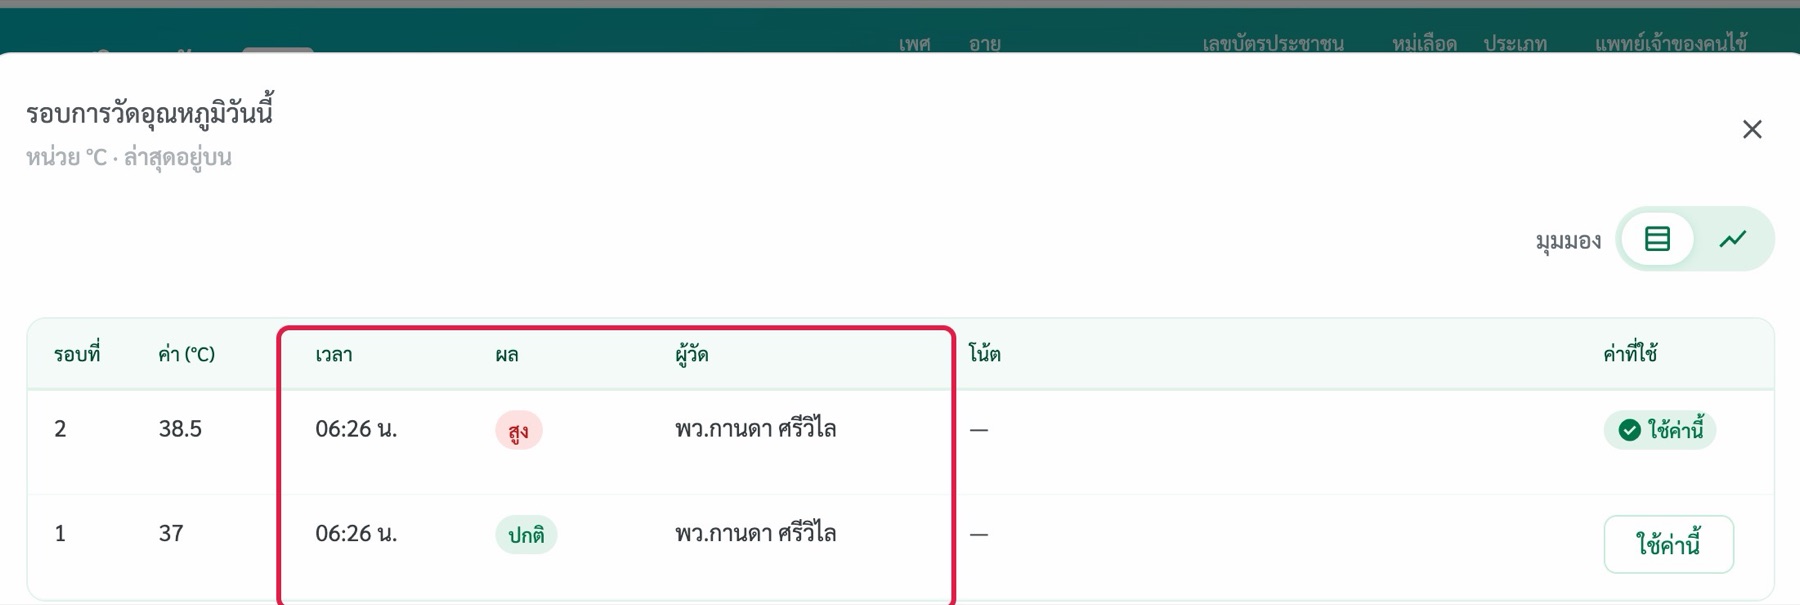 เพศ อายุ เลขบัตรประชาชน หมู่เลือด ประเภท แพทย์เจ้าของคนไข้
รอบการวัดอุณหภูมิวันนี้
หน่วย °C · ล่าสุดอยู่บน
มุมมอง
รอบที่ ค่า (°C) เวลา ผล ผู้วัด โน้ต ค่าที่ใช้
2 38.5 06:26 น. สูง พว.กานดา ศรีวิไล — ใช้ค่านี้
1 37 06:26 น. ปกติ พว.กานดา ศรีวิไล — ใช้ค่านี้